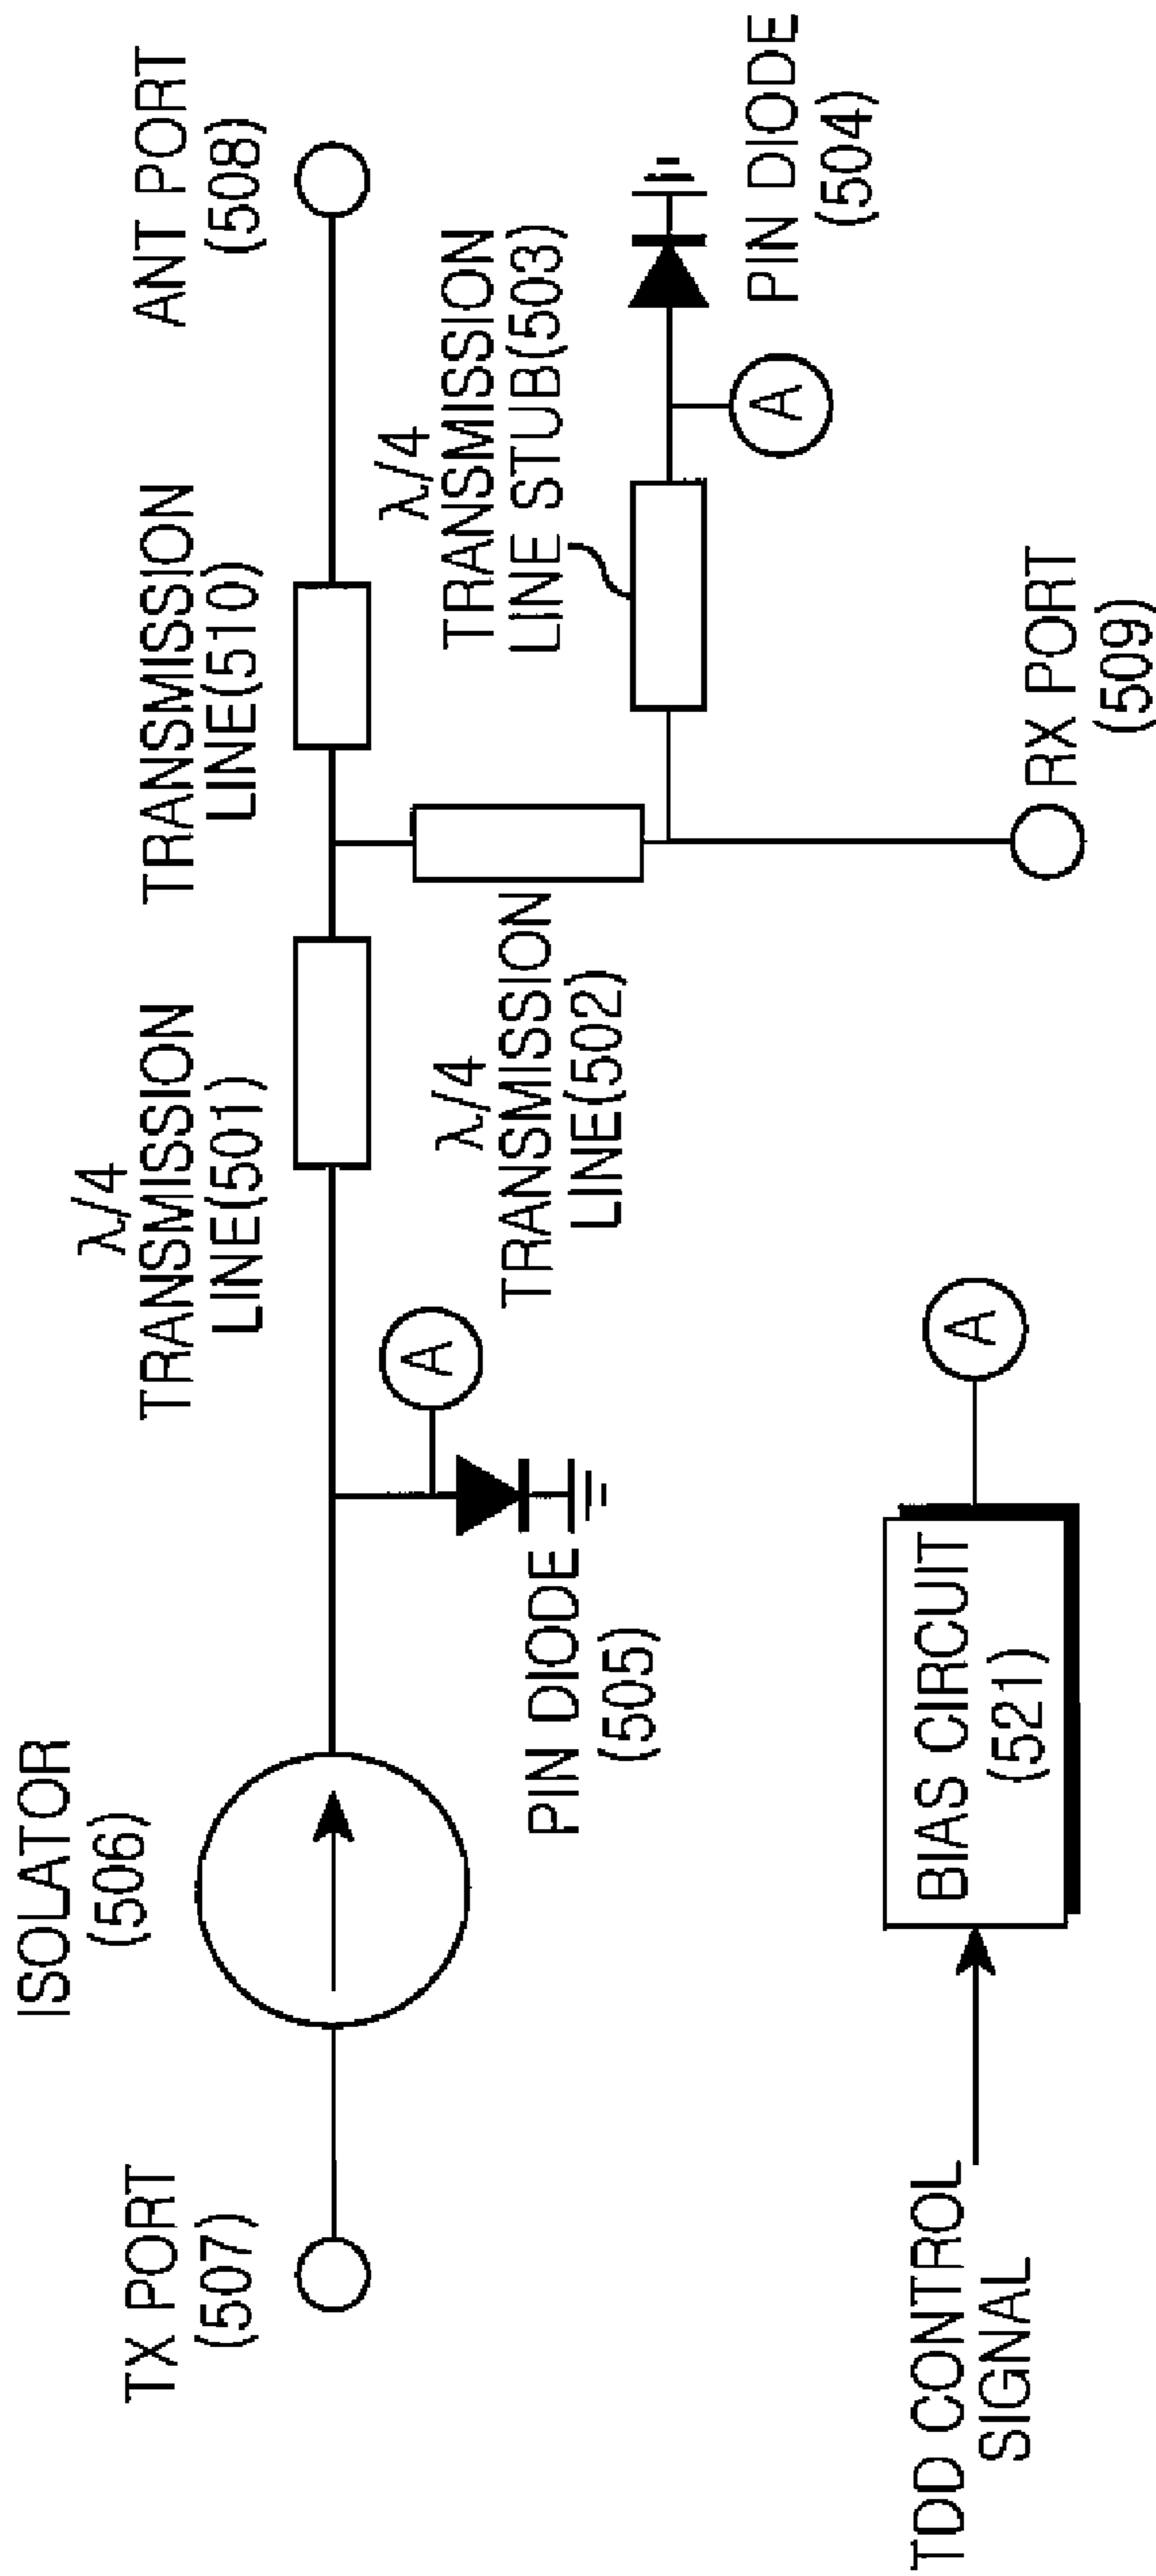 ISOLATOR
(506)
TX PORT
(507)
λ/4
TRANSMISSION
LINE(501)
TRANSMISSION
LINE(510)
ANT PORT
(508)
A
PIN DIODE
(505)
λ/4
TRANSMISSION
LINE(502)
λ/4
TRANSMISSION
LINE STUB(503)
PIN DIODE
(504)
A
RX PORT
(509)
TDD CONTROL
SIGNAL
BIAS CIRCUIT
(521)
A